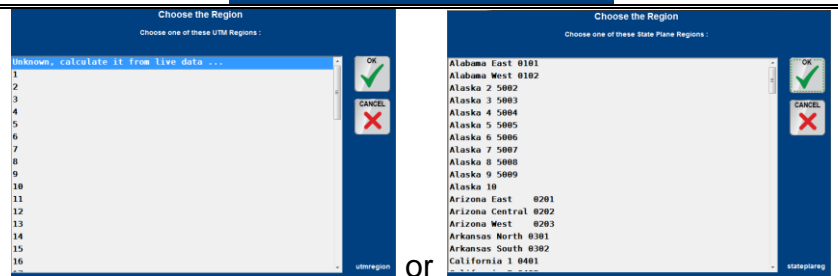 Choose the Region
Choose one of these UTM Regions :
Unknown, calculate it from live data ...
1
2
3
4
5
6
7
8
9
10
11
12
13
14
15
16
OK
CANCEL
utmregion
or
Choose the Region
Choose one of these State Plane Regions :
Alabama East 0101
Alabama West 0102
Alaska 2 5002
Alaska 3 5003
Alaska 4 5004
Alaska 5 5005
Alaska 6 5006
Alaska 7 5007
Alaska 8 5008
Alaska 9 5009
Alaska 10
Arizona East 0201
Arizona Central 0202
Arizona West 0203
Arkansas North 0301
Arkansas South 0302
California 1 0401
OK
CANCEL
stateplareg